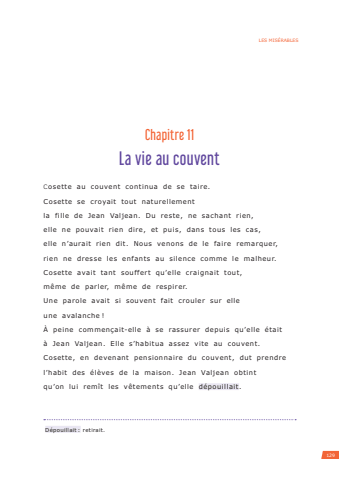 LES MISÉRABLES
Chapitre 11
La vie au couvent
Cosette au couvent continua de se taire.
Cosette se croyait tout naturellement
la fille de Jean Valjean. Du reste, ne sachant rien,
elle ne pouvait rien dire, et puis, dans tous les cas,
elle n’aurait rien dit. Nous venons de le faire remarquer,
rien ne dresse les enfants au silence comme le malheur.
Cosette avait tant souffert qu’elle craignait tout,
même de parler, même de respirer.
Une parole avait si souvent fait crouler sur elle
une avalanche !
À peine commençait-elle à se rassurer depuis qu’elle était
à Jean Valjean. Elle s’habitua assez vite au couvent.
Cosette, en devenant pensionnaire du couvent, dut prendre
l’habit des élèves de la maison. Jean Valjean obtint
qu’on lui remît les vêtements qu’elle dépouillait.
Dépouillait : retirait.
124